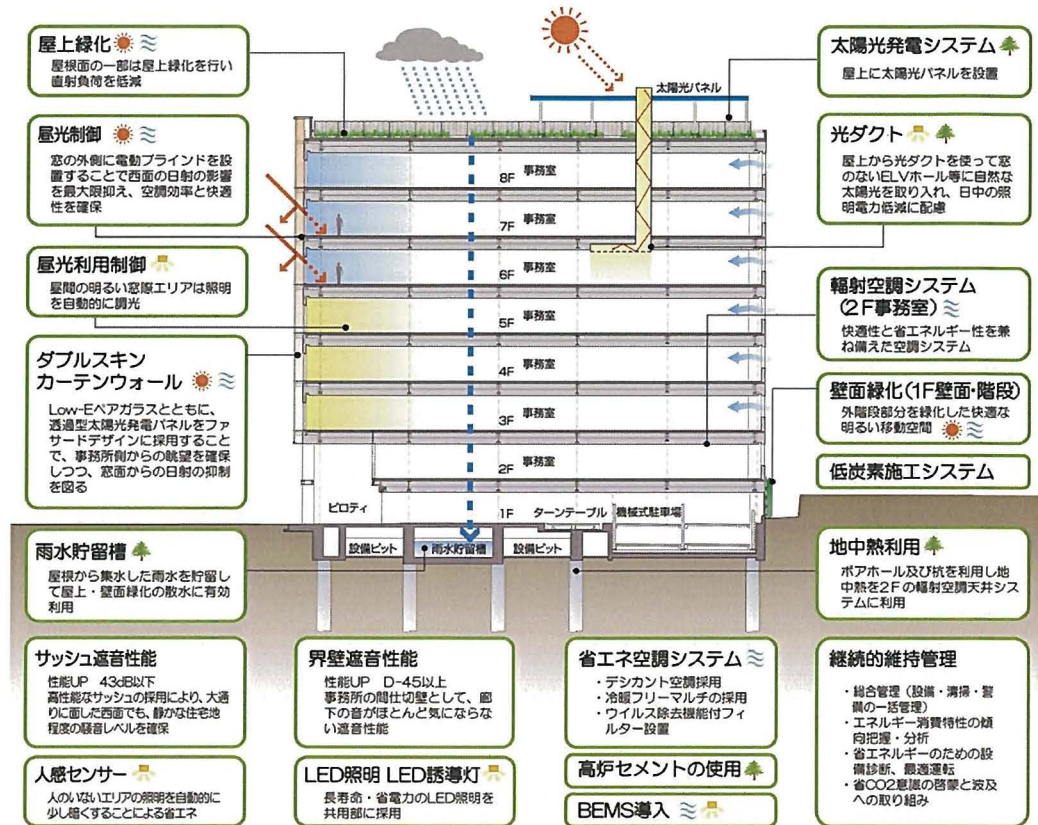 屋上緑化
屋根面の一部は屋上緑化を行い
直射負荷を低減
昼光制御
窓の外側に電動ブラインドを設
置することで西面の日射の影響
を最大限抑え、空調効率と快適
性を確保
昼光利用制御
昼間の明るい窓際エリアは照明
を自動的に調光
ダブルスキン
カーテンウォール
Low-Eペアガラスとともに、
透過型太陽光発電パネルをファ
サードデザインに採用すること
で、事務所側からの眺望を確保
しつつ、窓面からの日射の抑制
を図る
雨水貯留槽
屋根から集水した雨水を貯留し
て屋上・壁面緑化の散水に有効
利用
サッシュ遮音性能
性能UP 43dB以下
高性能なサッシュの採用により、大通
りに面した西面でも、静かな住宅地
程度の騒音レベルを確保
人感センサー
人のいないエリアの照明を自動的に
少し暗くすることによる省エネ
太陽光パネル
8F 事務室
7F 事務室
6F 事務室
5F 事務室
4F 事務室
3F 事務室
2F 事務室
ピロティ
1F
ターンテーブル
機械式駐車場
設備ピット
雨水貯留槽
設備ピット
界壁遮音性能
性能UP D-45以上
事務所の間仕切壁として、廊
下の音がほとんど気にならな
い遮音性能
LED照明 LED誘導灯
長寿命・省電力のLED照明を
共用部に採用
省エネ空調システム
・デシカント空調採用
・冷暖フリーマルチの採用
・ウイルス除去機能付フィ
ルター設置
高炉セメントの使用
BEMS導入
太陽光発電システム
屋上に太陽光パネルを設置
光ダクト
屋上から光ダクトを使って窓
のないELVホール等に自然な
太陽光を取り入れ、日中の照
明電力低減に配慮
輻射空調システム
(2F事務室)
快適性と省エネルギー性を兼
ね備えた空調システム
壁面緑化(1F壁面・階段)
外階段部分を緑化した快適な
明るい移動空間
低炭素施工システム
地中熱利用
ボアホール及び杭を利用し地
中熱を2Fの輻射空調天井シス
テムに利用
継続的維持管理
・総合管理(設備・清掃・警
備の一括管理)
・エネルギー消費特性の傾
向把握・分析
・省エネルギーのための設
備診断、最適運転
・省CO2意識の啓蒙と波及
への取り組み